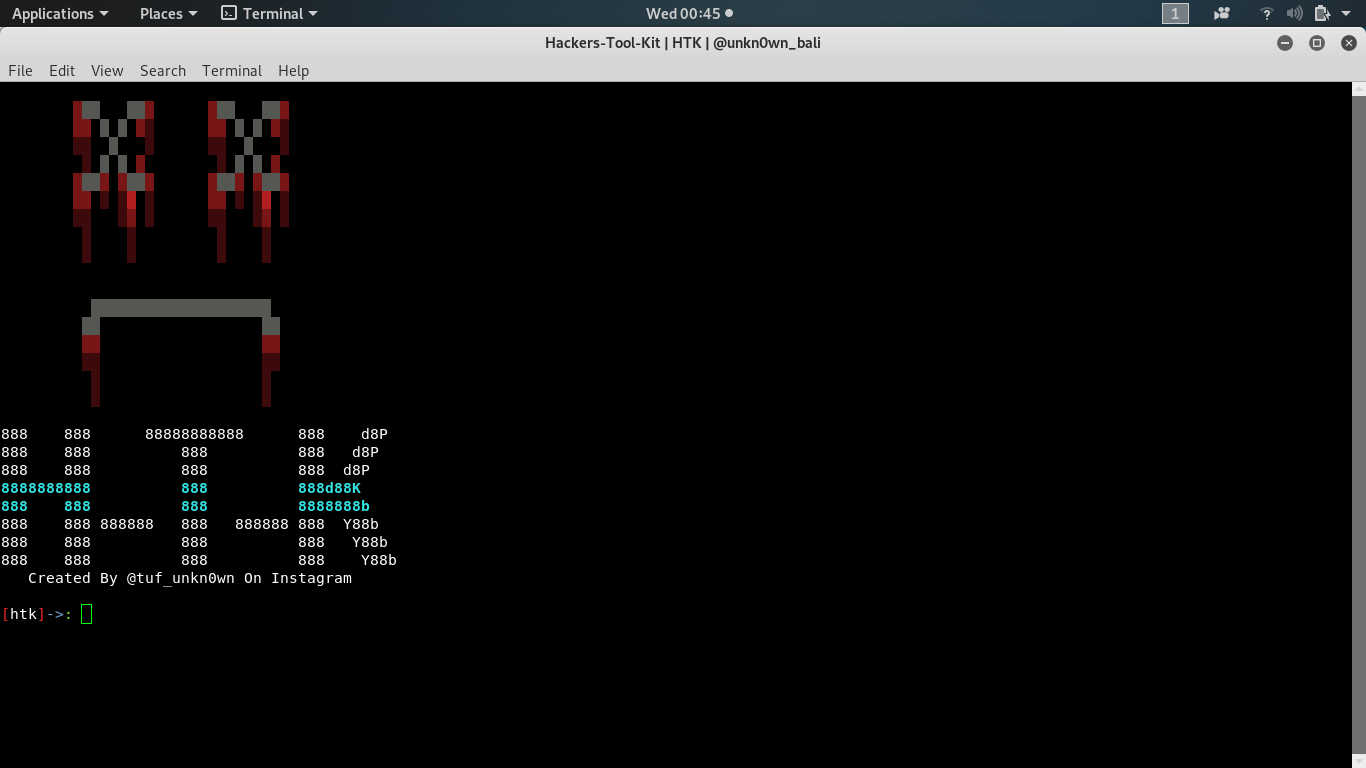 Applications Places Terminal Wed 00:45 1
Hackers-Tool-Kit | HTK | @unkn0wn_bali
File Edit View Search Terminal Help
888    888      88888888888      888    d8P
888    888          888          888   d8P
888    888          888          888  d8P
8888888888          888          888d88K
888    888          888          8888888b
888    888 888888   888   888888 888  Y88b
888    888          888          888   Y88b
888    888          888          888    Y88b
Created By @tuf_unkn0wn On Instagram
[htk]->: